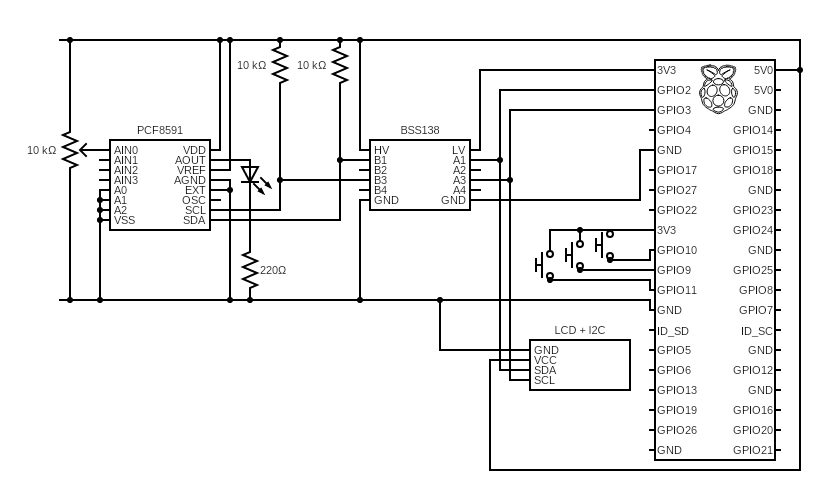 10 kΩ
10 kΩ
10 kΩ
PCF8591
AIN0
AIN1
AIN2
AIN3
A0
A1
A2
VSS
VDD
AOUT
VREF
AGND
EXT
OSC
SCL
SDA
220Ω
BSS138
HV
B1
B2
B3
B4
GND
LV
A1
A2
A3
A4
GND
LCD + I2C
GND
VCC
SDA
SCL
3V3
GPIO2
GPIO3
GPIO4
GND
GPIO17
GPIO27
GPIO22
3V3
GPIO10
GPIO9
GPIO11
GND
ID_SD
GPIO5
GPIO6
GPIO13
GPIO19
GPIO26
GND
5V0
5V0
GND
GPIO14
GPIO15
GPIO18
GND
GPIO23
GPIO24
GND
GPIO25
GPIO8
GPIO7
ID_SC
GND
GPIO12
GND
GPIO16
GPIO20
GPIO21